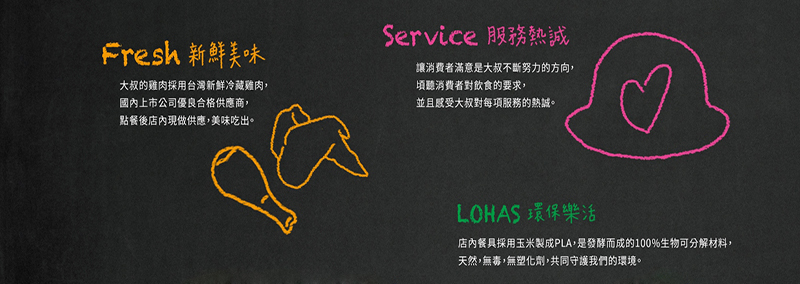 Fresh 新鮮美味
大叔的雞肉採用台灣新鮮冷藏雞肉，
國內上市公司優良合格供應商，
點餐後店內現做供應，美味吃出。
Service 服務熱誠
讓消費者滿意是大叔不斷努力的方向，
頃聽消費者對飲食的要求，
並且感受大叔對每項服務的熱誠。
LOHAS 環保樂活
店內餐具採用玉米製成PLA，是發酵而成的100%生物可分解材料，
天然，無毒，無塑化劑，共同守護我們的環境。